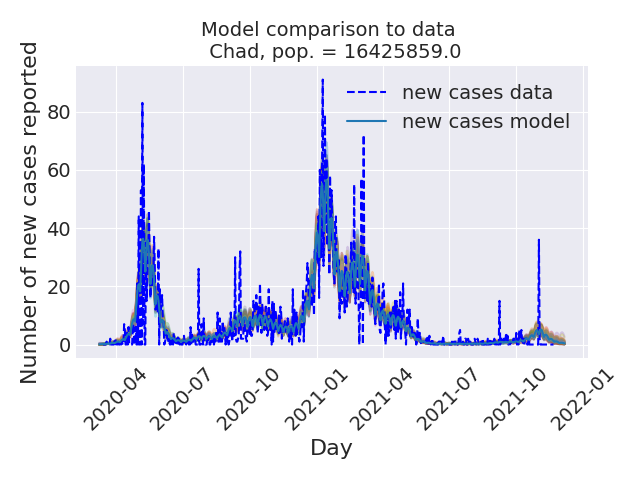 Model comparison to data
Chad, pop. = 16425859.0
new cases data
new cases model
Number of new cases reported
80
60
40
20
0
2020-04
2020-07
2020-10
2021-01
2021-04
2021-07
2021-10
2022-01
Day